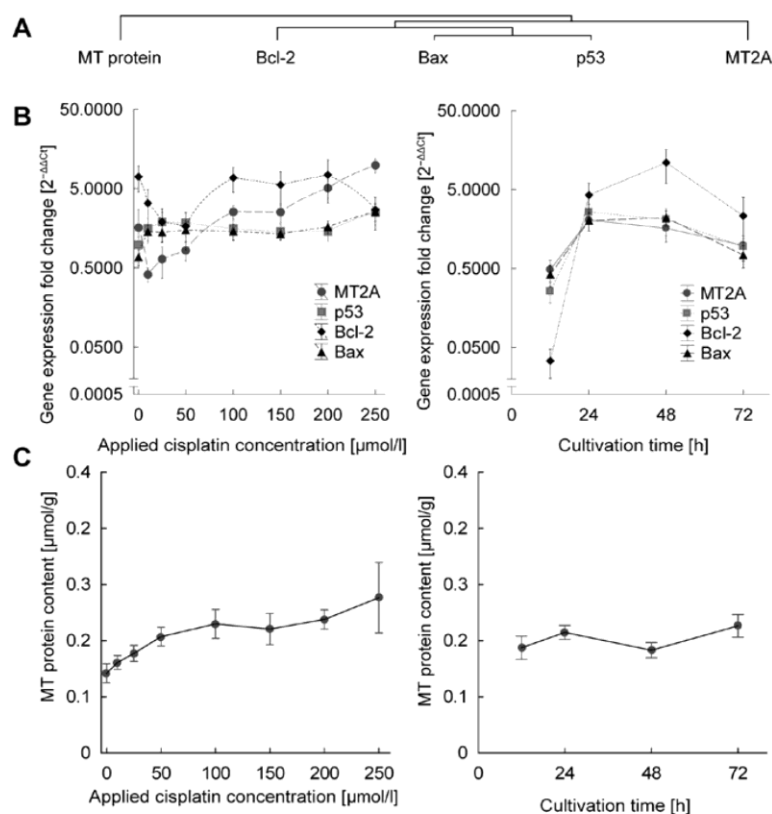 A
MT protein Bcl-2 Bax p53 MT2A
B
Gene expression fold change [2^−ΔΔCt]
50.0000
5.0000
0.5000
0.0500
0.0005
MT2A
p53
Bcl-2
Bax
0 50 100 150 200 250
Applied cisplatin concentration [µmol/l]
Gene expression fold change [2^−ΔΔCt]
50.0000
5.0000
0.5000
0.0500
0.0005
MT2A
p53
Bcl-2
Bax
0 24 48 72
Cultivation time [h]
C
MT protein content [µmol/g]
0.4
0.2
0.3
0.2
0.1
0
0 50 100 150 200 250
Applied cisplatin concentration [µmol/l]
MT protein content [µmol/g]
0.4
0.2
0.3
0.2
0.1
0
0 24 48 72
Cultivation time [h]